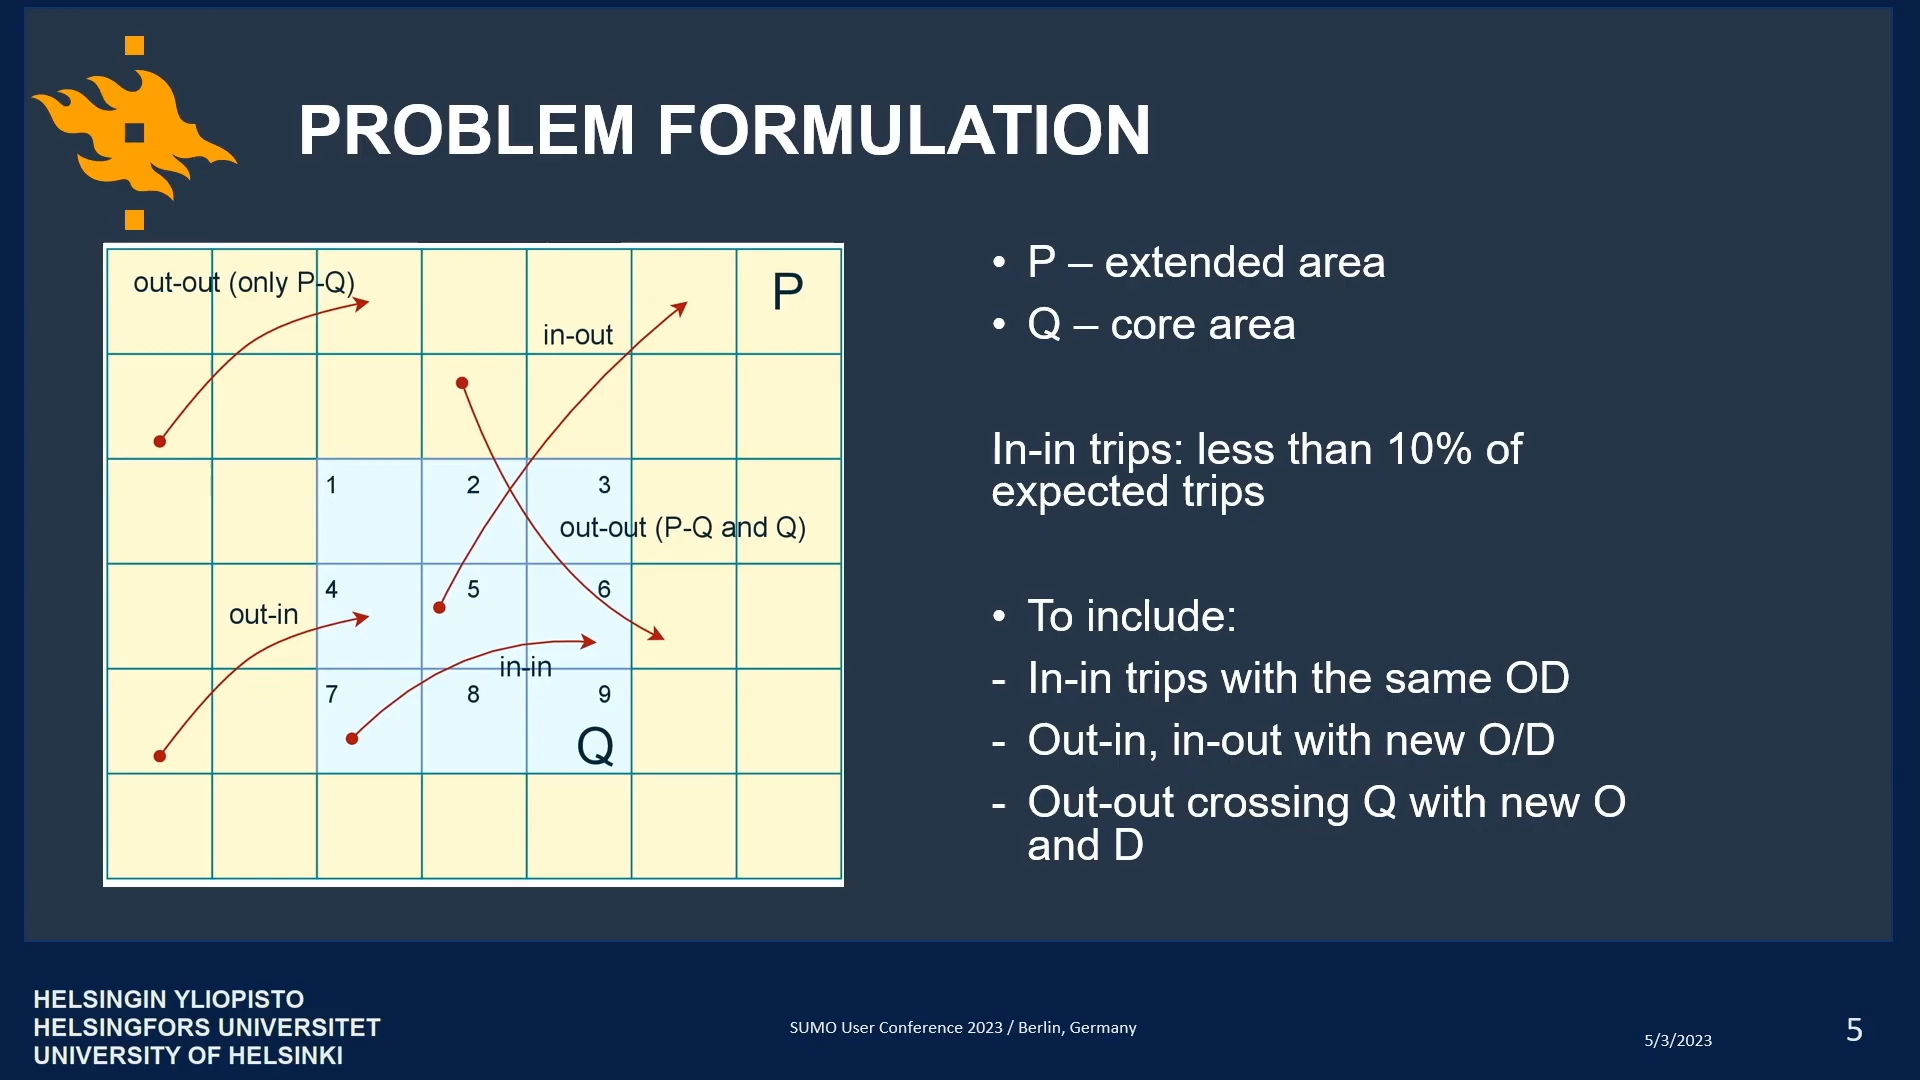 PROBLEM FORMULATION
out-out (only P-Q)
P
in-out
1
2
3
out-out (P-Q and Q)
4
5
6
out-in
in-in
7
8
9
Q
• P – extended area
• Q – core area
In-in trips: less than 10% of
expected trips
• To include:
- In-in trips with the same OD
- Out-in, in-out with new O/D
- Out-out crossing Q with new O
and D
HELSINGIN YLIOPISTO
HELSINGFORS UNIVERSITET
UNIVERSITY OF HELSINKI
SUMO User Conference 2023 / Berlin, Germany
5/3/2023
5